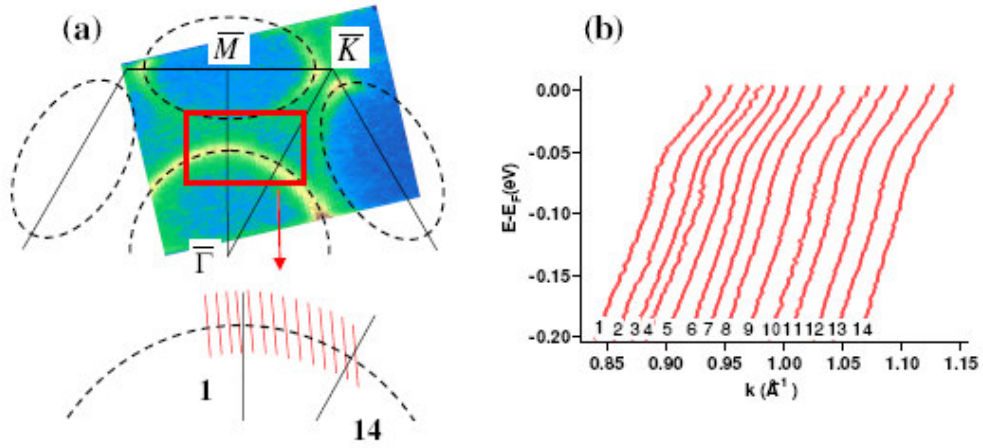 (a)
M̅
K̅
Γ̅
1
14
(b)
0.00
-0.05
-0.10
-0.15
-0.20
E-E_F(eV)
1 2 3 4 5 6 7 8 9 10 11 12 13 14
0.85 0.90 0.95 1.00 1.05 1.10 1.15
k (Å⁻¹)